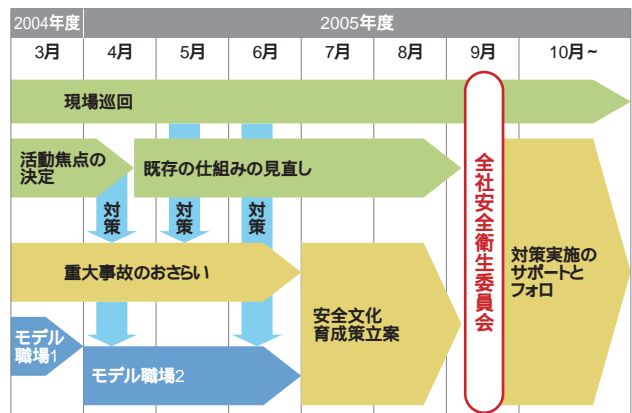 2004年度
2005年度
3月
4月
5月
6月
7月
8月
9月
10月~
現場巡回
活動焦点の
決定
既存の仕組みの見直し
対策
対策
対策
全社安全衛生委員会
重大事故のおさらい
対策実施の
サポートと
フォロ
安全文化
育成策立案
モデル
職場1
モデル職場2